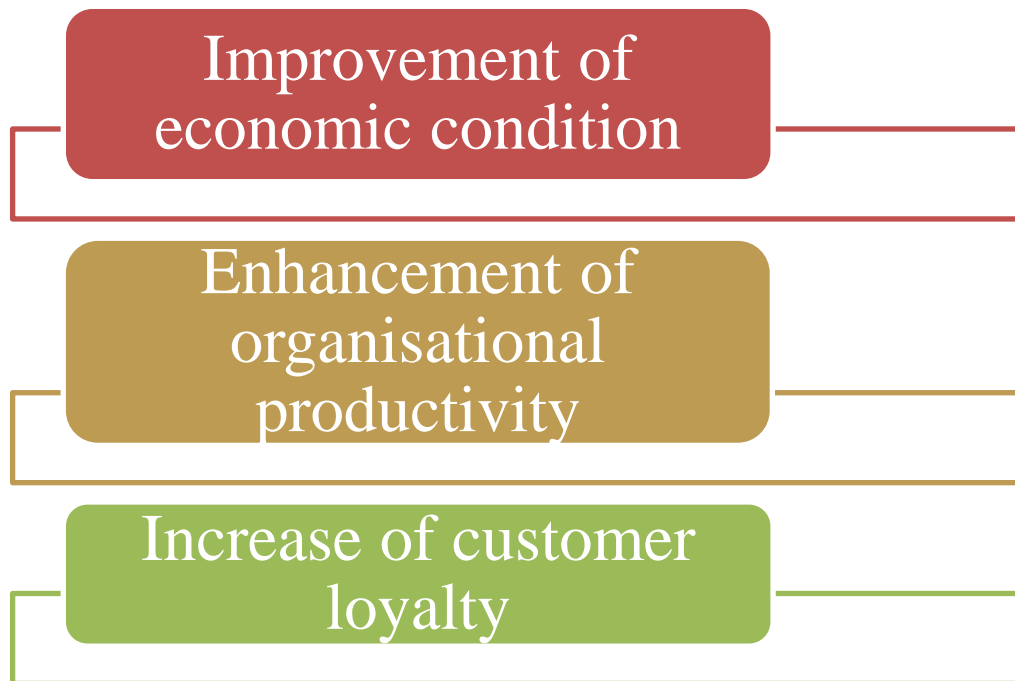 Improvement of
economic condition
Enhancement of
organisational
productivity
Increase of customer
loyalty